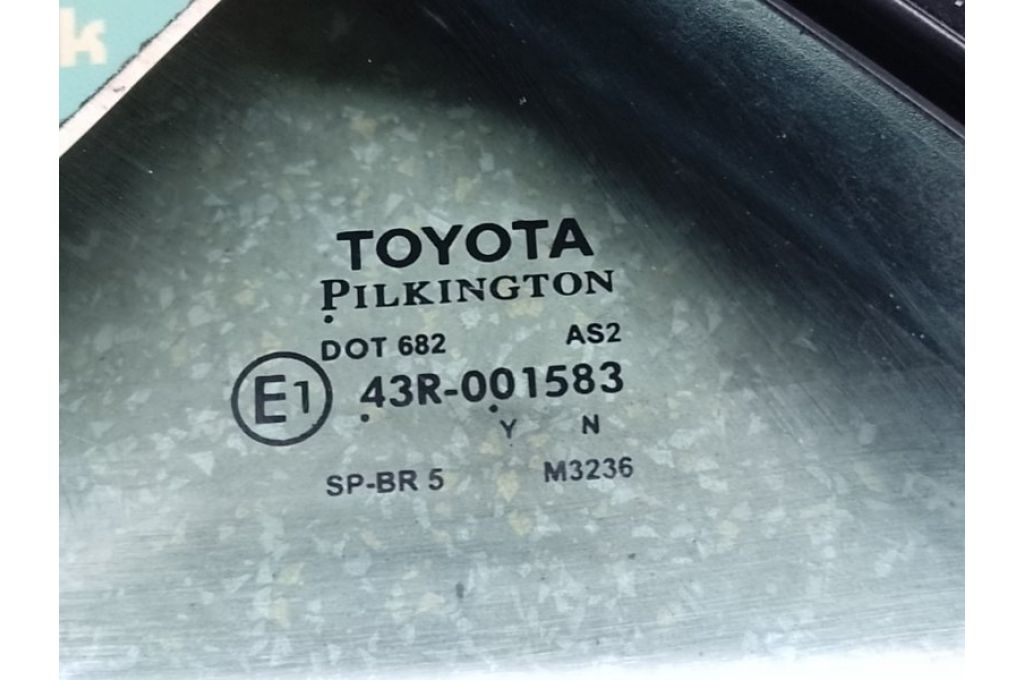 k
TOYOTA
PILKINGTON
DOT 682 AS2
E1 43R-001583
Y N
SP-BR 5 M3236